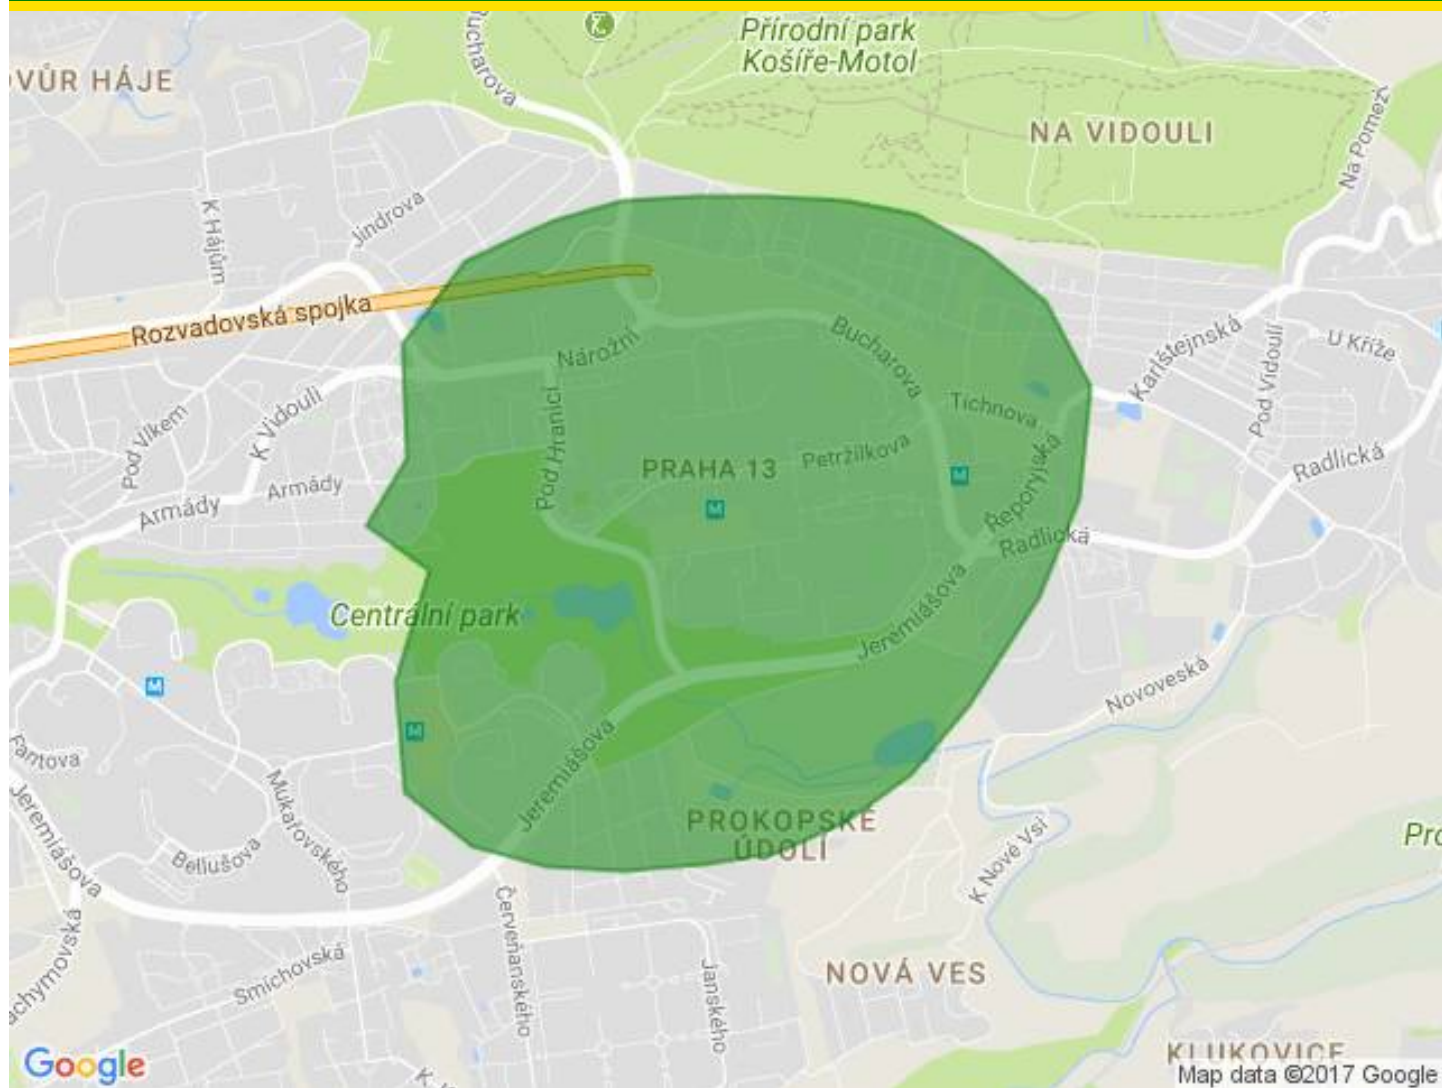 Přírodní park
Košíře-Motol
Bucharova
VŮR HÁJE
NA VIDOULI
Na Pomezí
K Hájům
Jindrova
Rozvadovská spojka
Nárožní
Bucharova
Karlštejnská
Pod Vidoulí
U Kříže
Pod Vlkem
K Vidouli
Pod Hranicí
Tichnova
PRAHA 13
Petržilkova
Řeporyjská
Radlická
Armády
Armády
M
M
Radlická
Centrální park
Jeremiášova
M
M
Novoveská
Fantova
Jeremiášova
Mukařovského
Jeremiášova
Bellušova
PROKOPSKÉ
ÚDOLÍ
K Nové Vsi
Pro
Červeňanského
Smíchovská
Janského
NOVÁ VES
áchymovská
KLUKOVICE
Google
Map data ©2017 Google